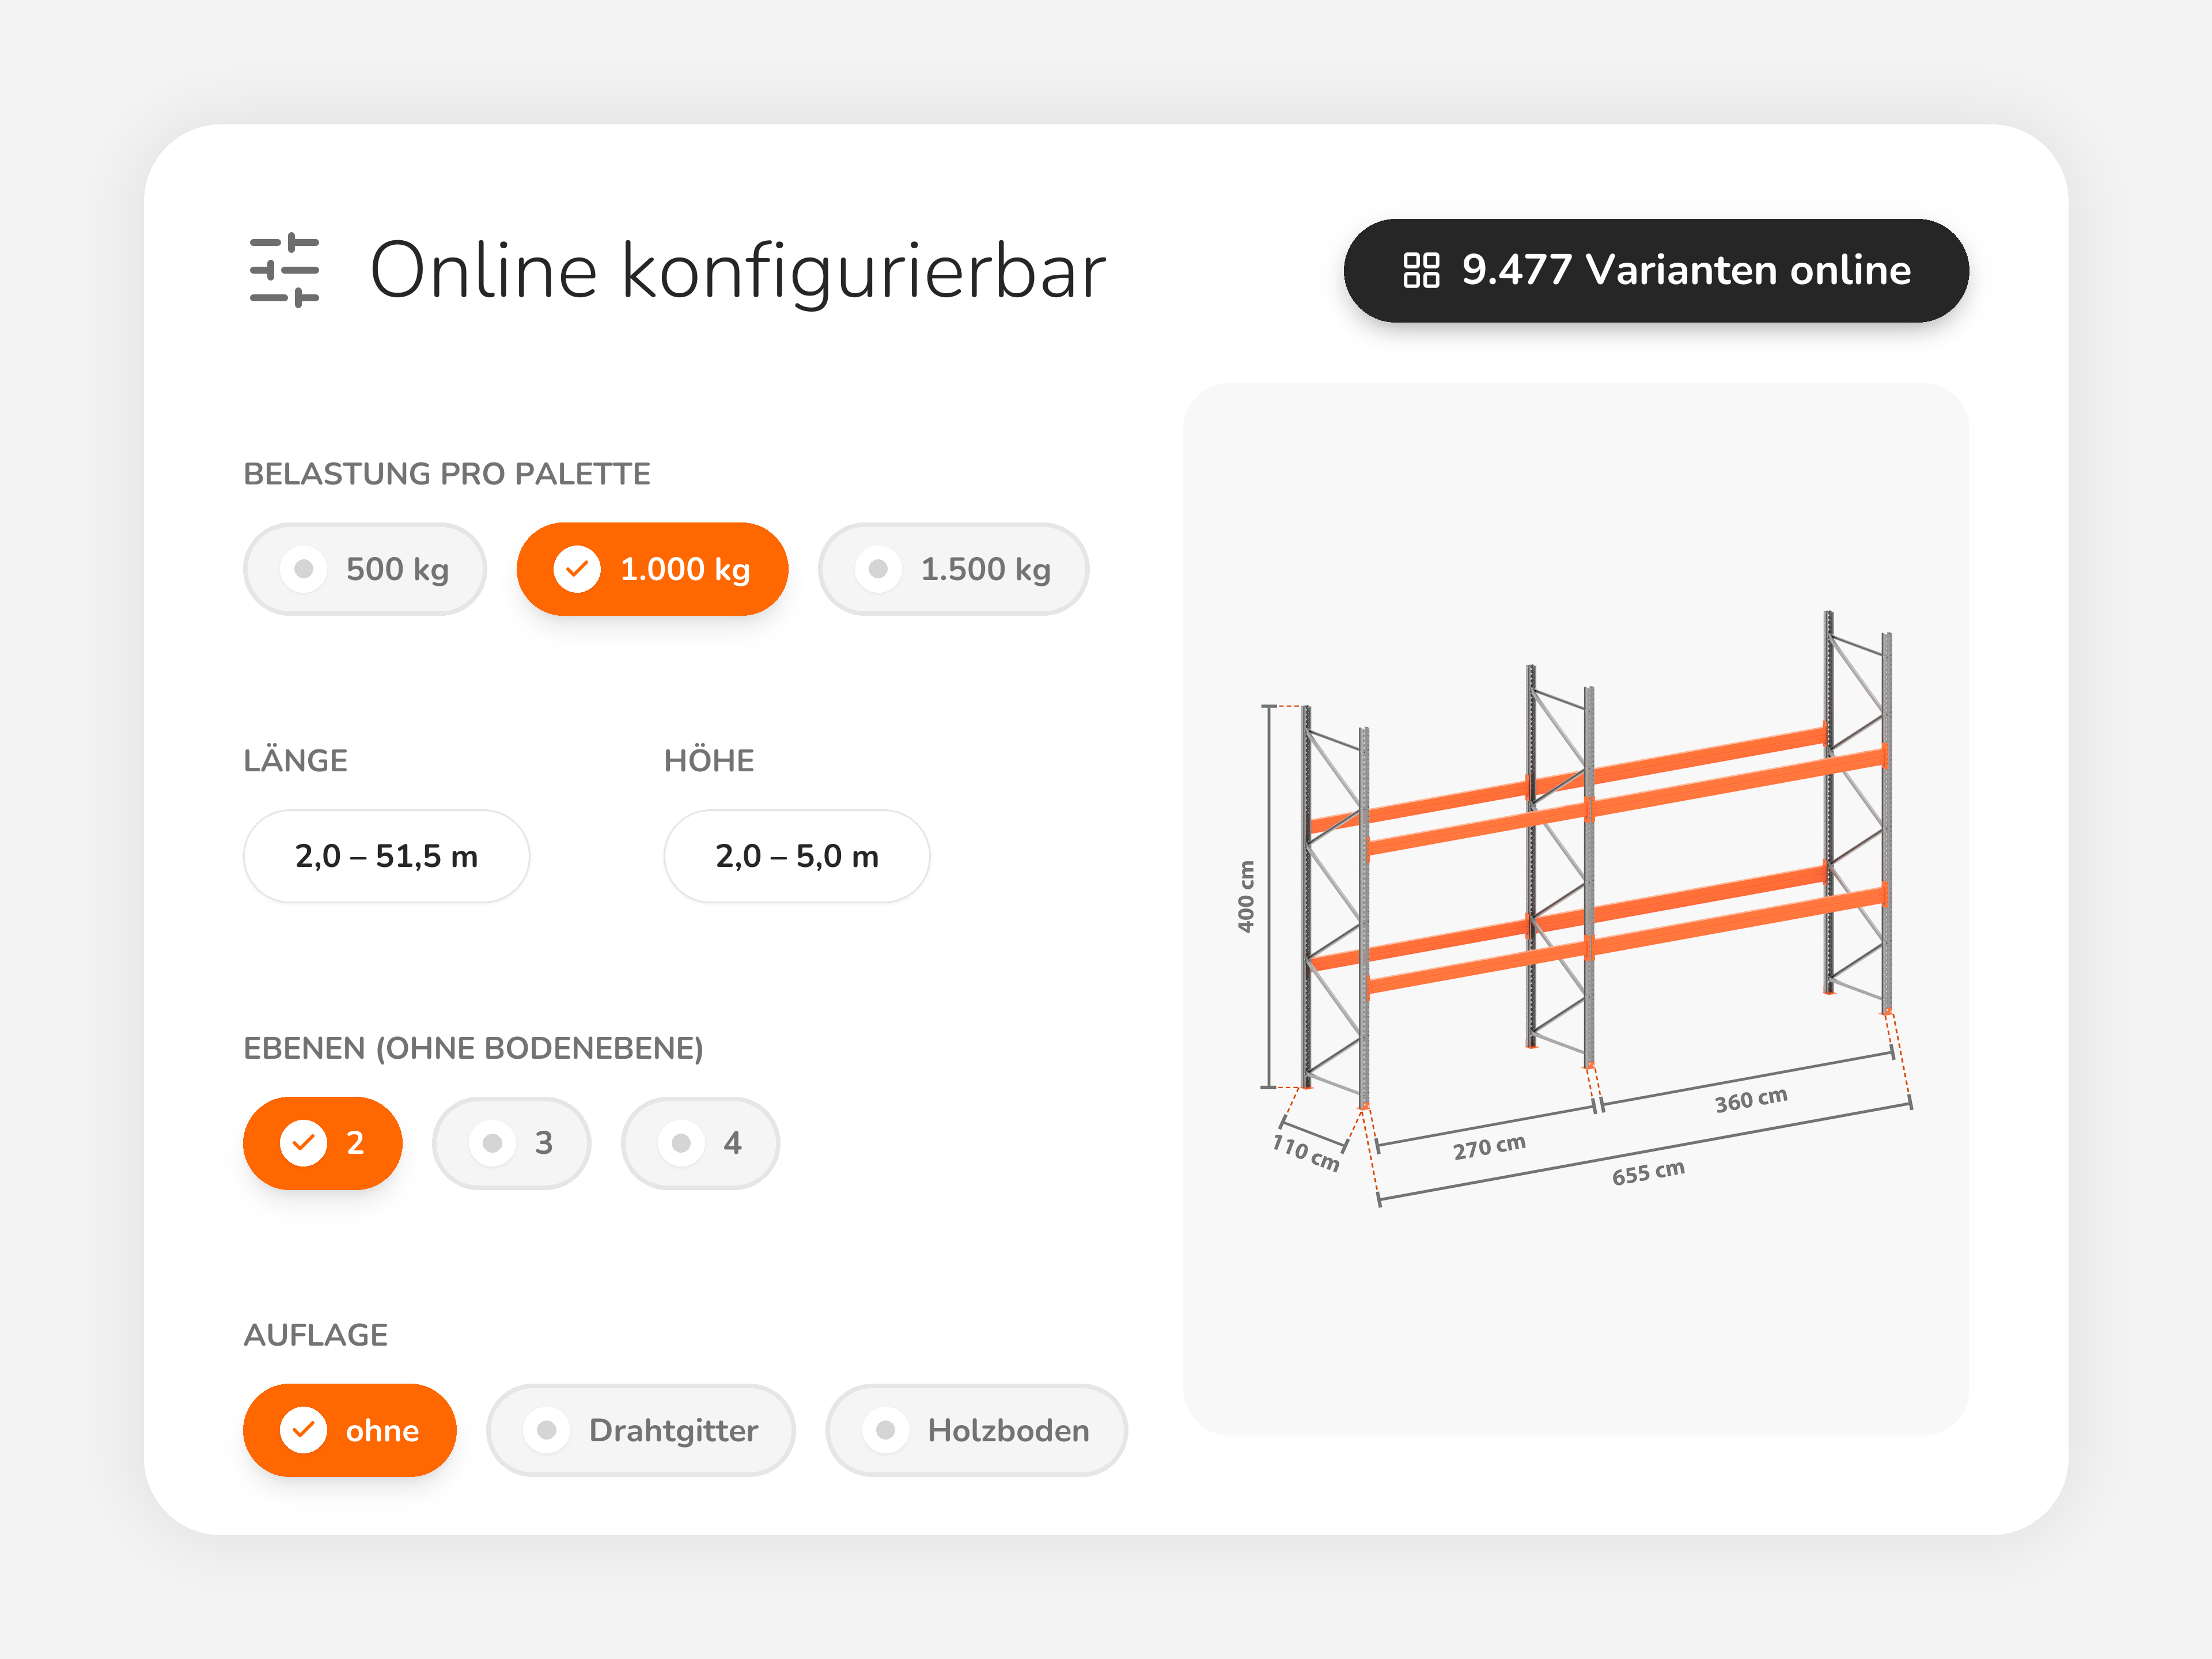 Online konfigurierbar
9.477 Varianten online
BELASTUNG PRO PALETTE
500 kg
1.000 kg
1.500 kg
LÄNGE
HÖHE
2,0 – 51,5 m
2,0 – 5,0 m
EBENEN (OHNE BODENEBENE)
2
3
4
AUFLAGE
ohne
Drahtgitter
Holzboden
400 cm
110 cm
270 cm
360 cm
655 cm